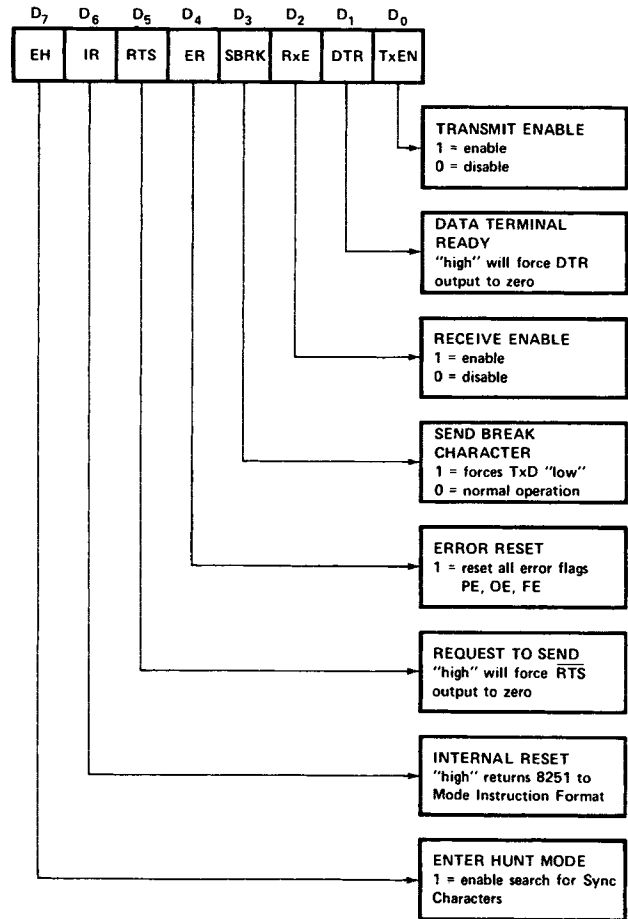 D7 D6 D5 D4 D3 D2 D1 D0
EH IR RTS ER SBRK RxE DTR TxEN
TRANSMIT ENABLE
1 = enable
0 = disable
DATA TERMINAL
READY
"high" will force DTR
output to zero
RECEIVE ENABLE
1 = enable
0 = disable
SEND BREAK
CHARACTER
1 = forces TxD "low"
0 = normal operation
ERROR RESET
1 = reset all error flags
PE, OE, FE
REQUEST TO SEND
"high" will force R̅T̅S̅
output to zero
INTERNAL RESET
"high" returns 8251 to
Mode Instruction Format
ENTER HUNT MODE
1 = enable search for Sync
Characters